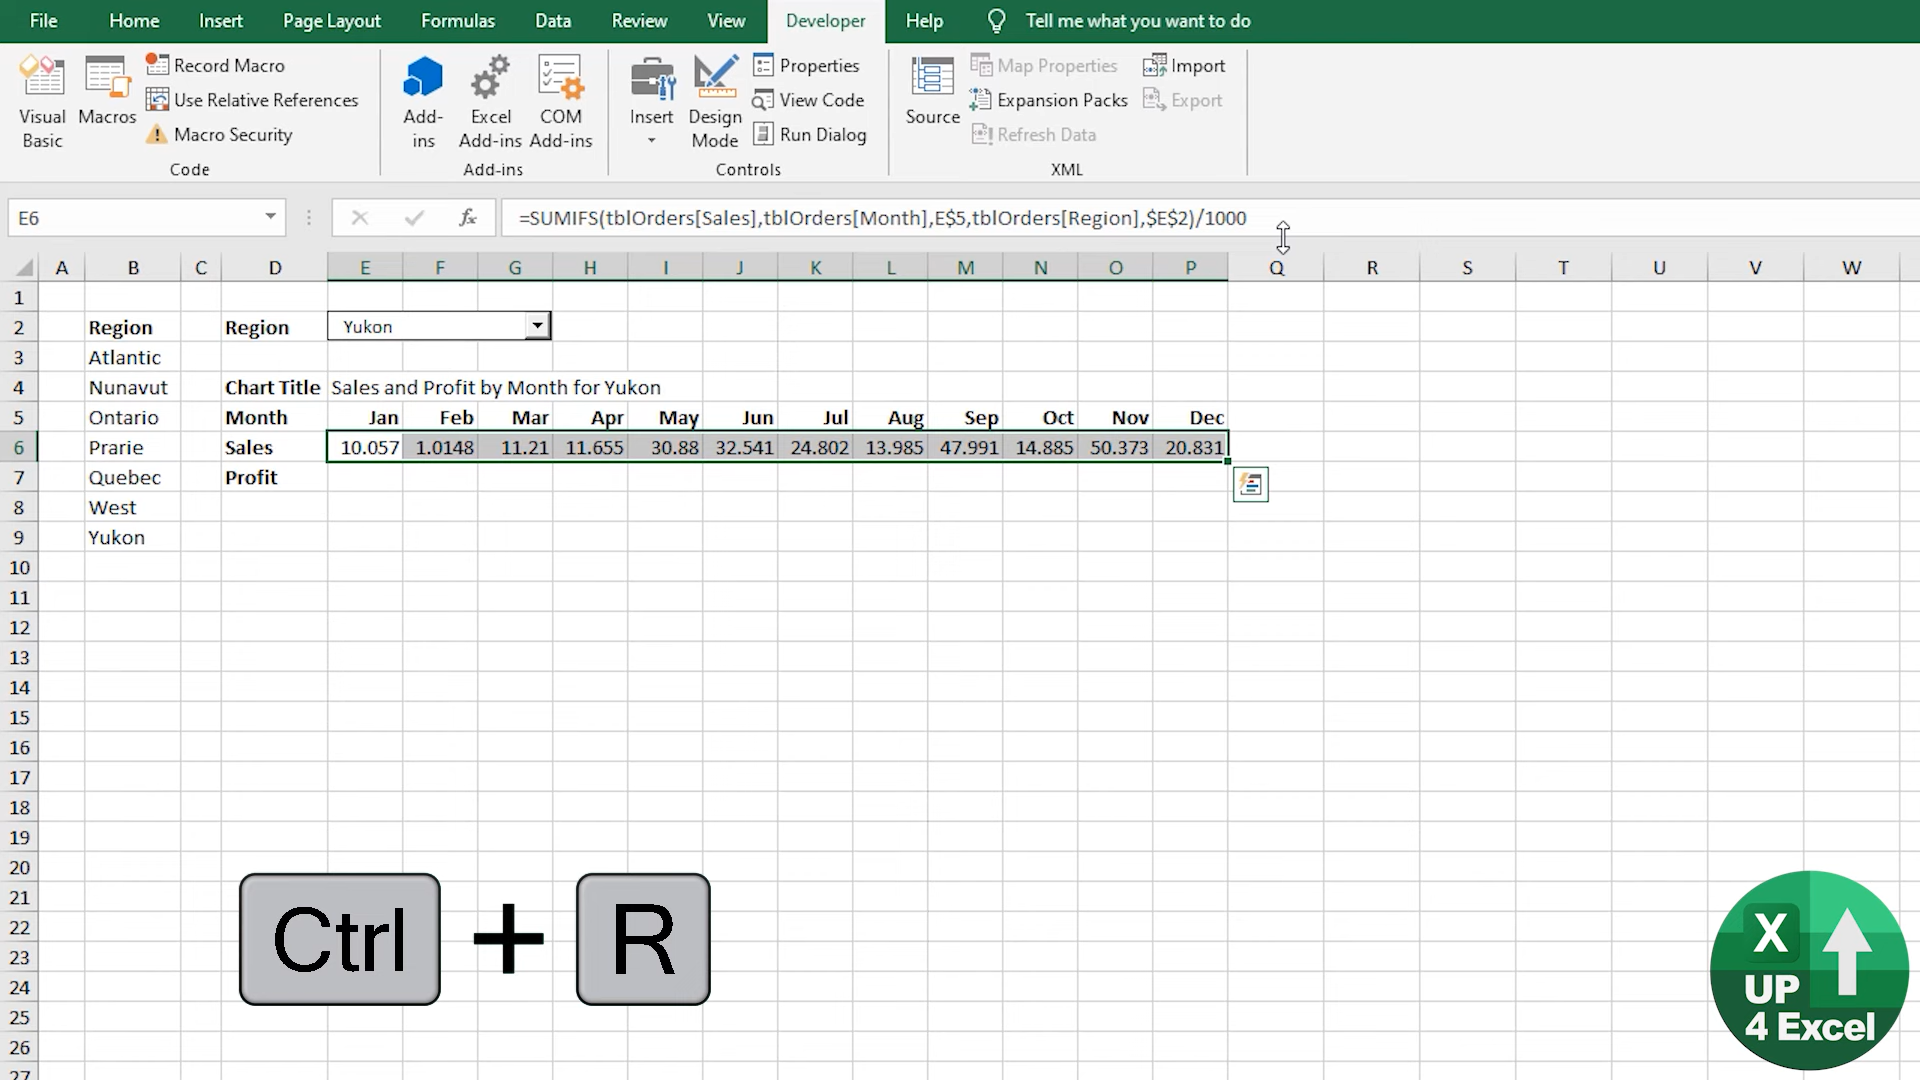 File Home Insert Page Layout Formulas Data Review View Developer Help Tell me what you want to do
Visual Basic
Macros
Record Macro
Use Relative References
Macro Security
Code
Add-ins
Excel Add-ins
COM Add-ins
Add-ins
Insert
Design Mode
Properties
View Code
Run Dialog
Controls
Source
Map Properties
Expansion Packs
Refresh Data
Import
Export
XML
E6 fx =SUMIFS(tblOrders[Sales],tblOrders[Month],E$5,tblOrders[Region],$E$2)/1000
A B C D E F G H I J K L M N O P Q R S T U V W
1
2 Region Region Yukon
3 Atlantic
4 Nunavut Chart Title Sales and Profit by Month for Yukon
5 Ontario Month Jan Feb Mar Apr May Jun Jul Aug Sep Oct Nov Dec
6 Prarie Sales 10.057 1.0148 11.21 11.655 30.88 32.541 24.802 13.985 47.991 14.885 50.373 20.831
7 Quebec Profit
8 West
9 Yukon
10
11
12
13
14
15
16
17
18
19
20
21
22
23
24
25
26
27
Ctrl + R
X
UP
4 Excel